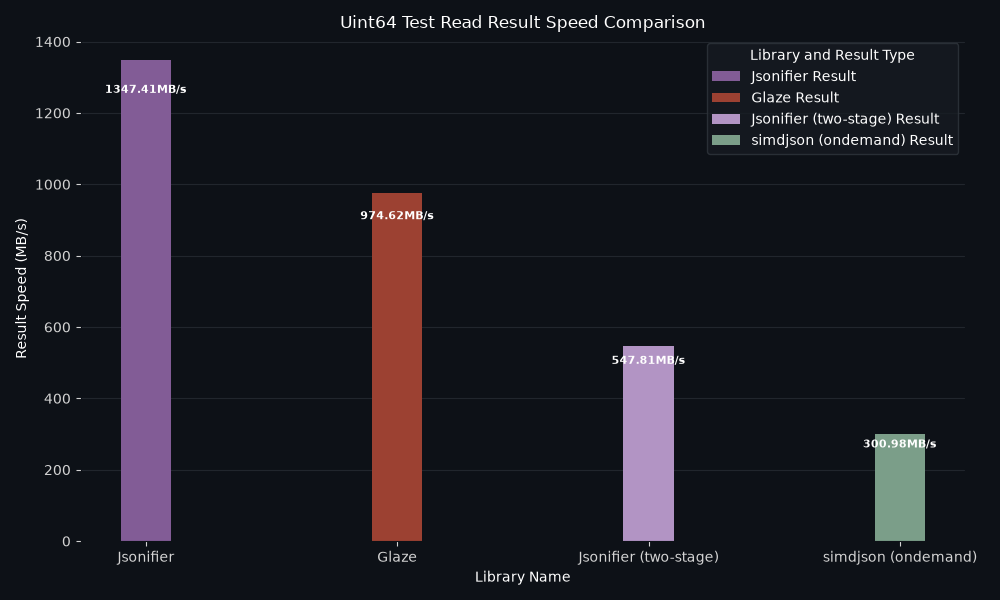 Uint64 Test Read Result Speed Comparison
Library and Result Type
Jsonifier Result
Glaze Result
Jsonifier (two-stage) Result
simdjson (ondemand) Result
Result Speed (MB/s)
1400
1200
1000
800
600
400
200
0
1347.41MB/s
974.62MB/s
547.81MB/s
300.98MB/s
Jsonifier
Glaze
Jsonifier (two-stage)
simdjson (ondemand)
Library Name